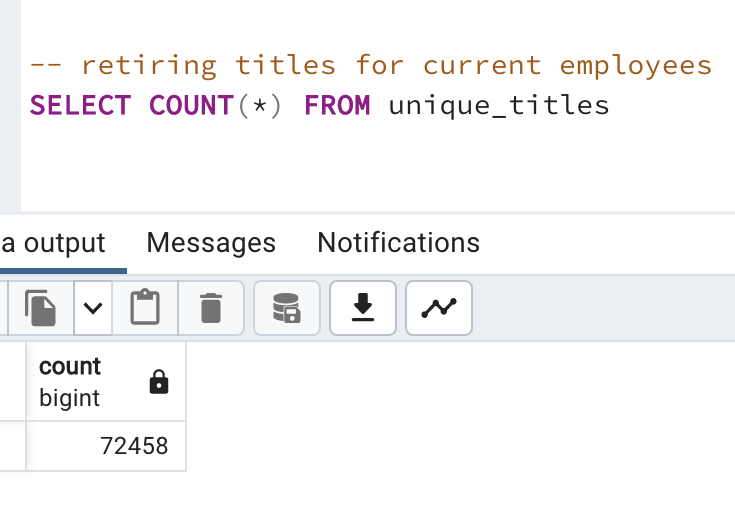 -- retiring titles for current employees
SELECT COUNT(*) FROM unique_titles
a output Messages Notifications
count
bigint
72458